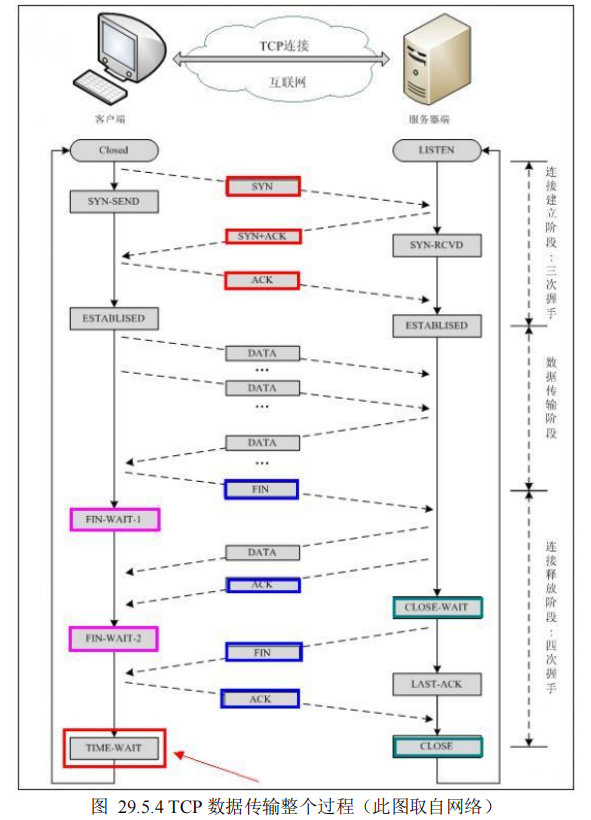 TCP连接
互联网
客户端
服务器端
Closed
LISTEN
SYN
SYN-SEND
SYN+ACK
SYN-RCVD
ACK
ESTABLISED
ESTABLISED
连接建立阶段：三次握手
DATA
...
DATA
...
DATA
...
数据传输阶段
FIN
FIN-WAIT-1
DATA
ACK
CLOSE-WAIT
FIN-WAIT-2
FIN
LAST-ACK
ACK
TIME-WAIT
CLOSE
连接释放阶段：四次握手
图 29.5.4 TCP 数据传输整个过程（此图取自网络）